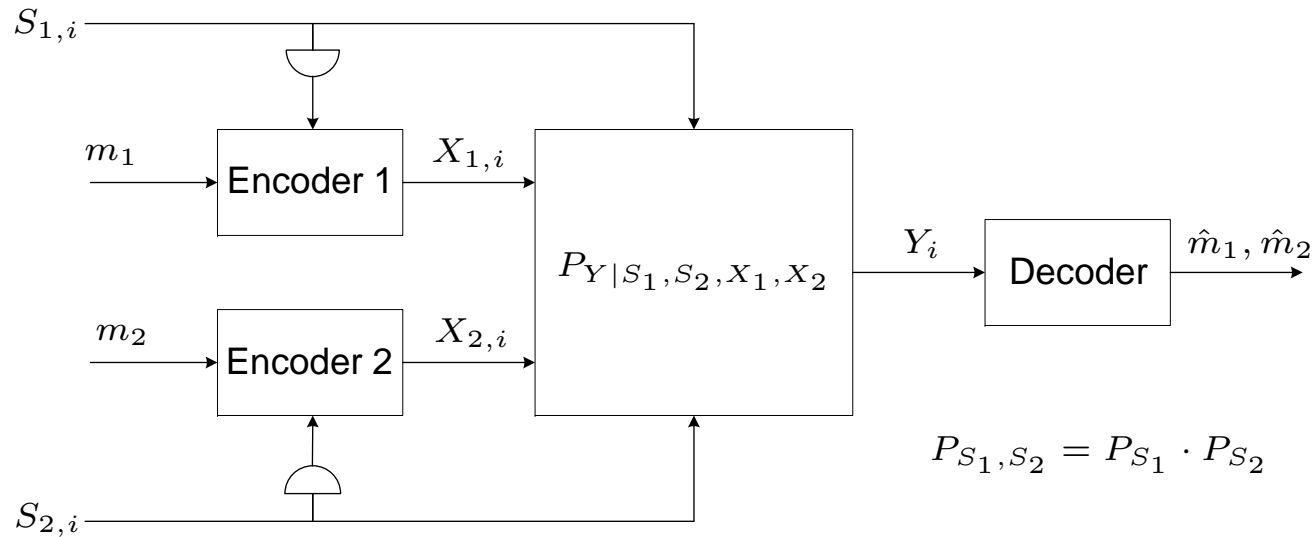 S_{1,i}
m_1
Encoder 1
X_{1,i}
P_{Y|S_1,S_2,X_1,X_2}
Y_i
Decoder
\hat{m}_1, \hat{m}_2
m_2
Encoder 2
X_{2,i}
P_{S_1,S_2} = P_{S_1} · P_{S_2}
S_{2,i}